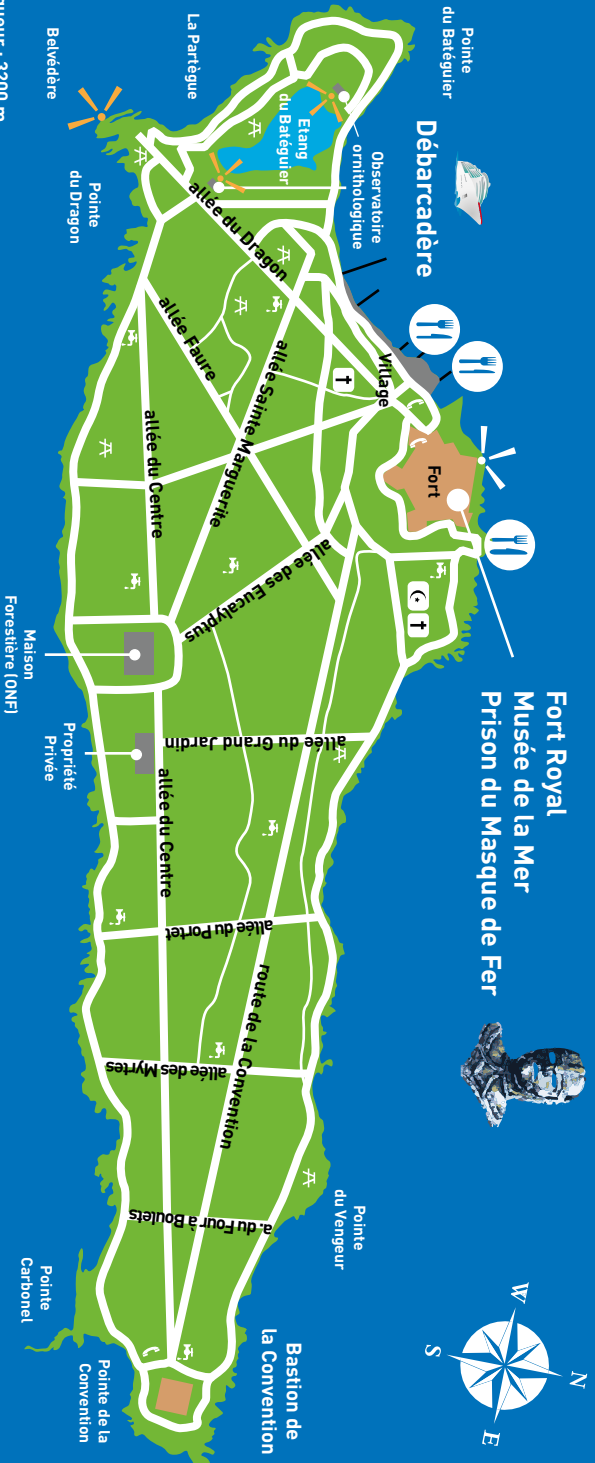 Pointe
du Batéguier
Débarcadère
Fort Royal
Musée de la Mer
Prison du Masque de Fer
N
W
E
S
Observatoire
ornithologique
Etang
du Batéguier
Village
Fort
La Partègue
Belvédère
Pointe
du Dragon
allée du Dragon
allée Faure
allée Sainte Marguerite
allée du Centre
allée des Eucalyptus
allée du Grand Jardin
allée du Centre
allée du Portet
route de la Convention
allée des Myrtes
a. du Four à Boulets
Pointe
du Vengeur
Bastion de
la Convention
Maison
Forestière (ONF)
Propriété
Privée
Pointe
Carbonel
Pointe de la
Convention
gueur : 3200 m